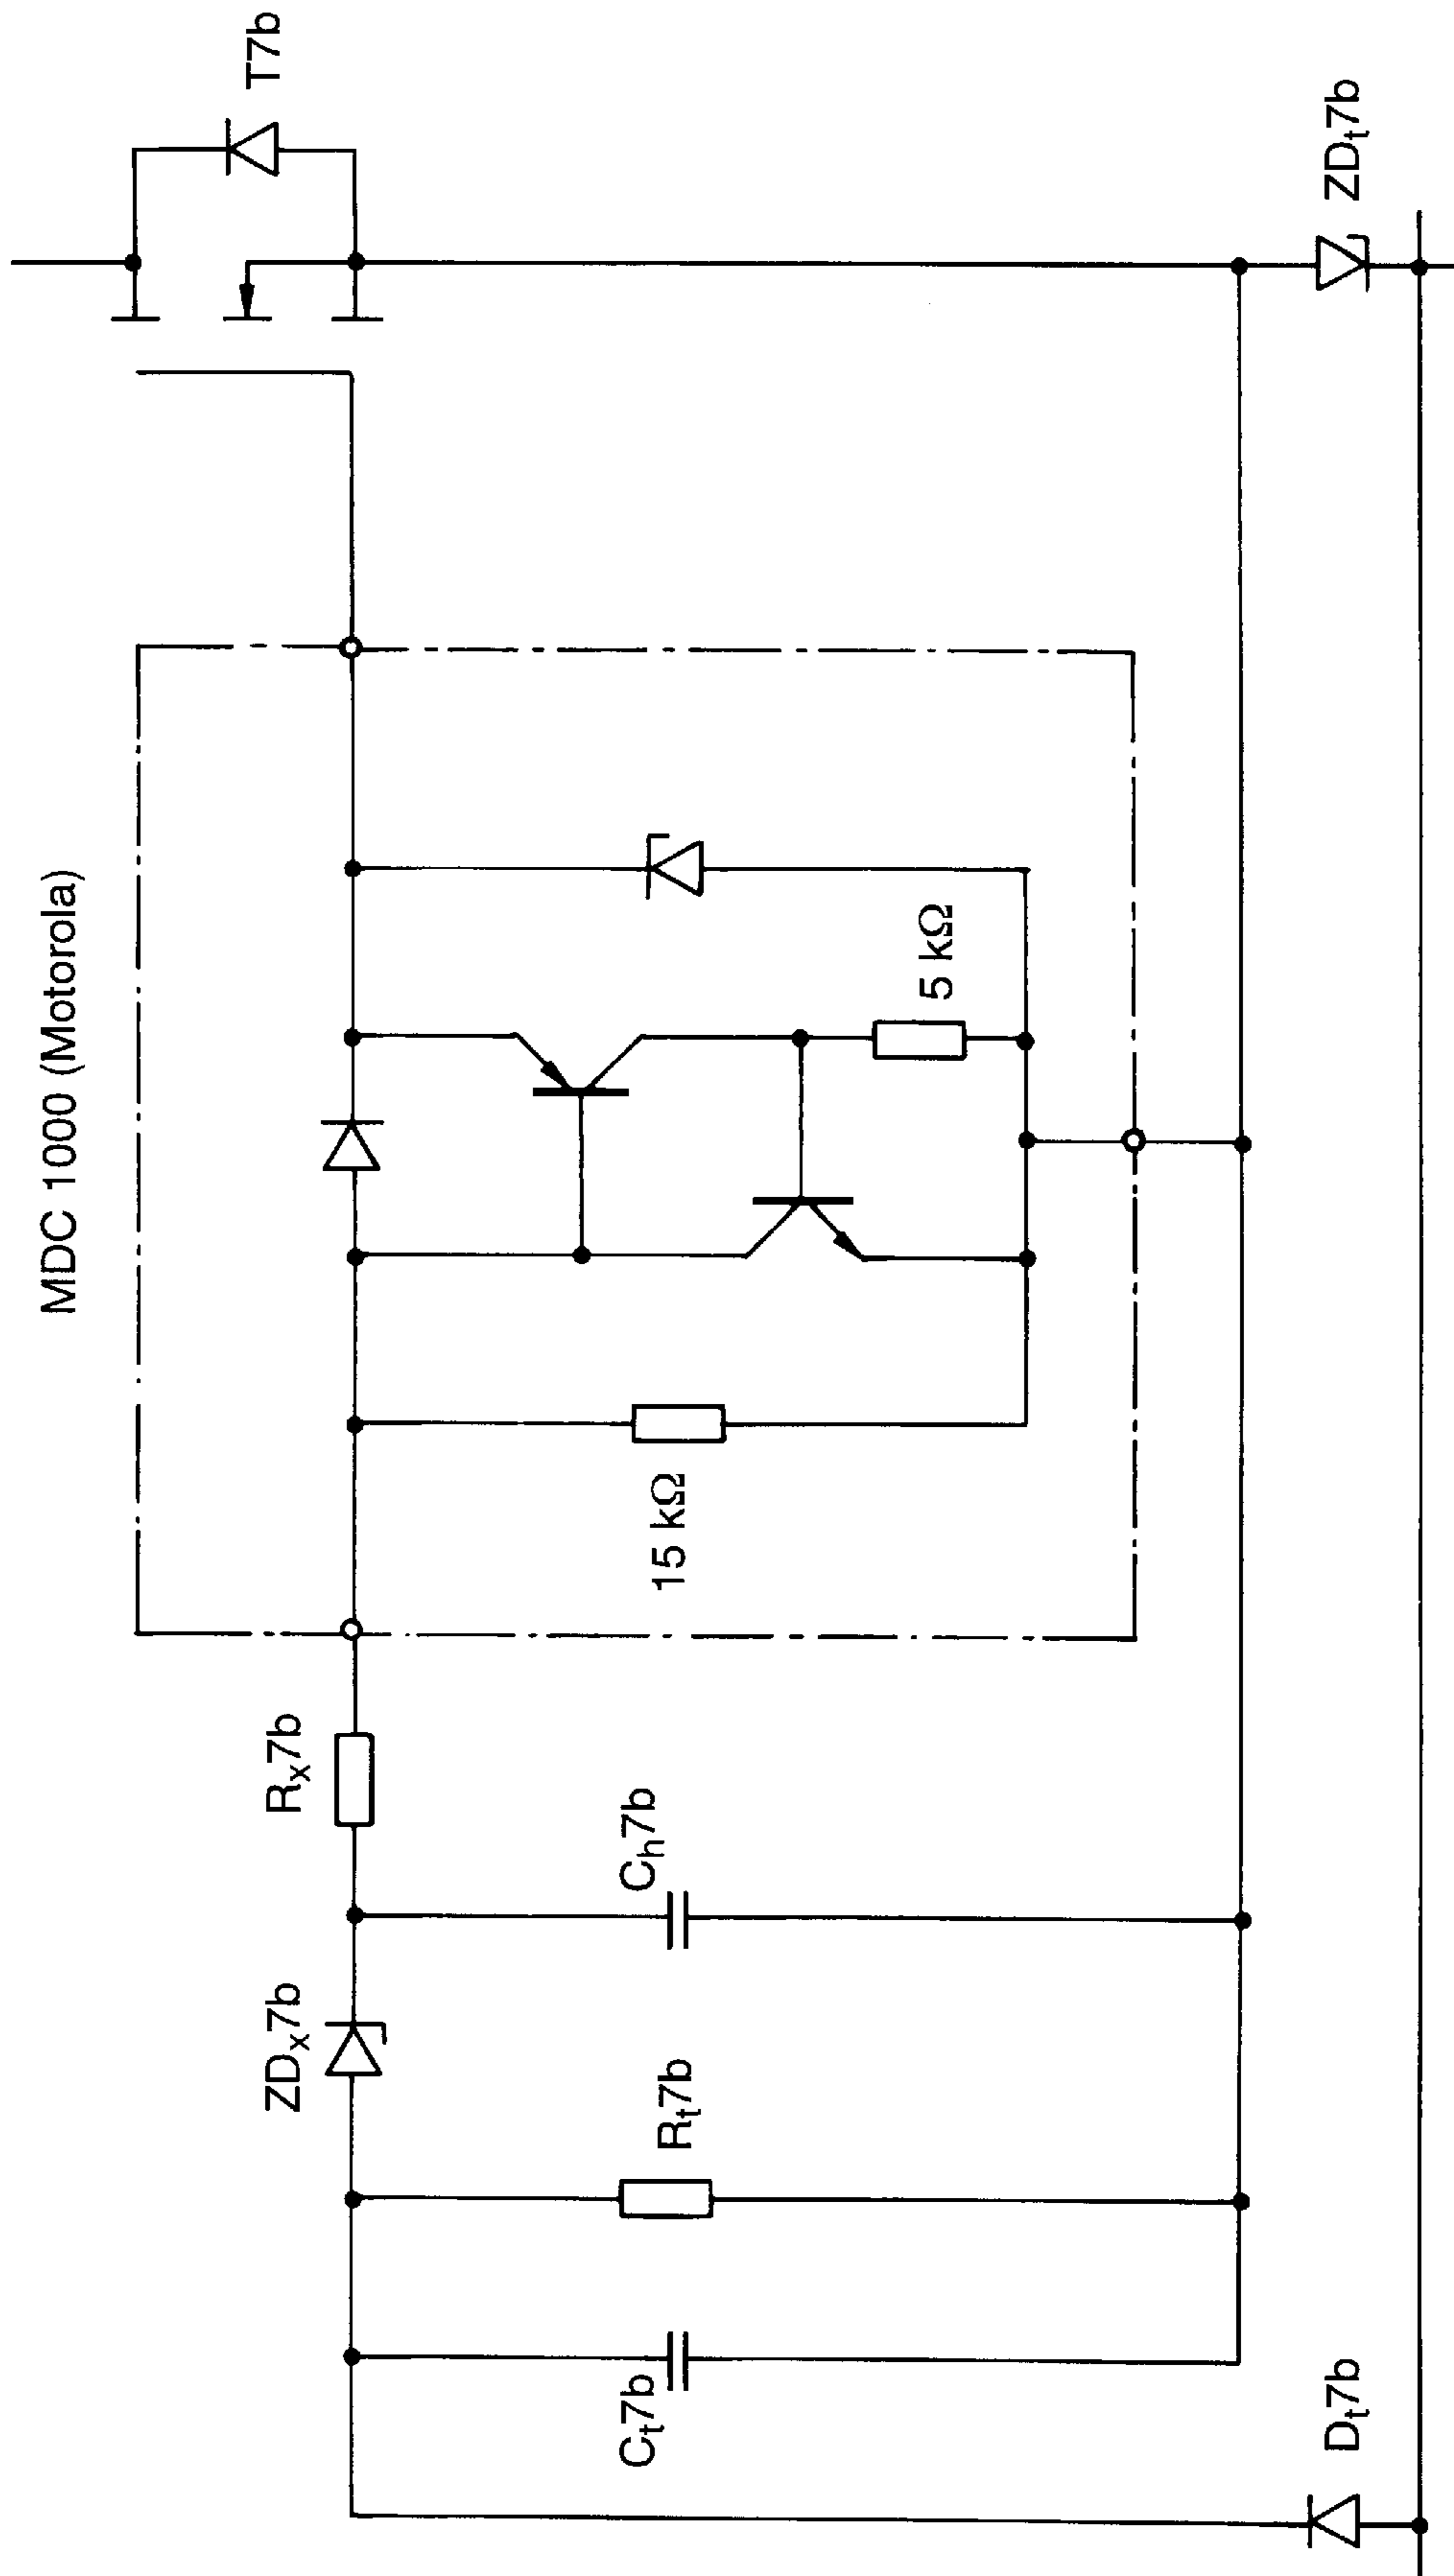 MDC 1000 (Motorola)
T7b
ZDt7b
5 kΩ
15 kΩ
Rx7b
Ch7b
ZDx7b
Rt7b
Ct7b
Dt7b